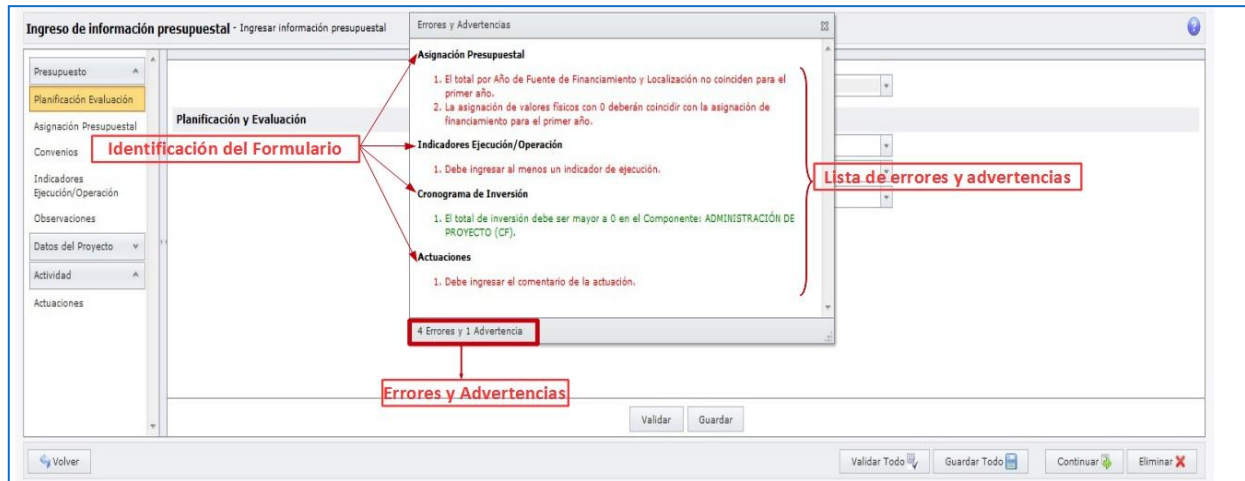 Ingreso de información presupuestal - Ingresar información presupuestal
Presupuesto
Planificación Evaluación
Asignación Presupuestal
Convenios
Indicadores
Ejecución/Operación
Observaciones
Datos del Proyecto
Actividad
Actuaciones
Planificación y Evaluación
Identificación del Formulario
Errores y Advertencias
Asignación Presupuestal
1. El total por Año de Fuente de Financiamiento y Localización no coinciden para el
primer año.
2. La asignación de valores físicos con 0 deberán coincidir con la asignación de
financiamiento para el primer año.
Indicadores Ejecución/Operación
1. Debe ingresar al menos un indicador de ejecución.
Cronograma de Inversión
1. El total de inversión debe ser mayor a 0 en el Componente: ADMINISTRACIÓN DE
PROYECTO (CF).
Actuaciones
1. Debe ingresar el comentario de la actuación.
4 Errores y 1 Advertencia
Lista de errores y advertencias
Errores y Advertencias
Validar Guardar
Volver Validar Todo Guardar Todo Continuar Eliminar